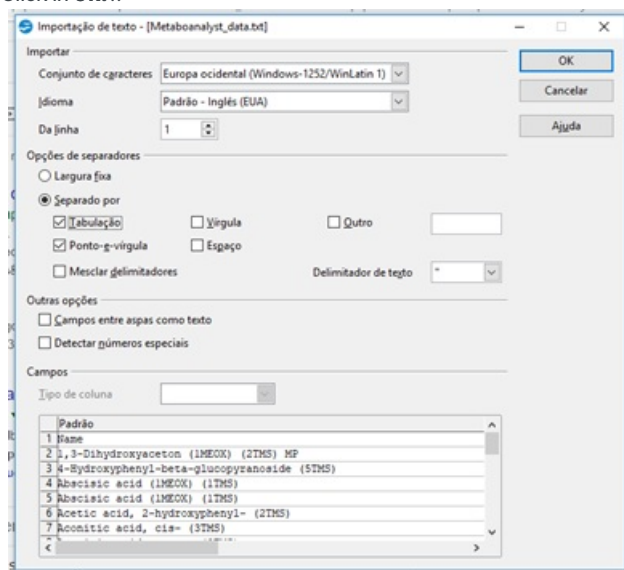 Importação de texto - [Metaboanalyst_data.txt]
Importar
Conjunto de caracteres Europa ocidental (Windows-1252/WinLatin 1)
Idioma Padrão - Inglês (EUA)
Da linha 1
OK
Cancelar
Ajuda
Opções de separadores
Largura fixa
Separado por
Tabulação Vírgula Outro
Ponto-e-vírgula Espaço
Mesclar delimitadores Delimitador de texto "
Outras opções
Campos entre aspas como texto
Detectar números especiais
Campos
Tipo de coluna
Padrão
1 Name
2 1,3-Dihydroxyaceton (1MEOX) (2TMS) MP
3 4-Hydroxyphenyl-beta-glucopyranoside (5TMS)
4 Abscisic acid (1MEOX) (1TMS)
5 Abscisic acid (1MEOX) (1TMS)
6 Acetic acid, 2-hydroxyphenyl- (2TMS)
7 Aconitic acid, cis- (3TMS)